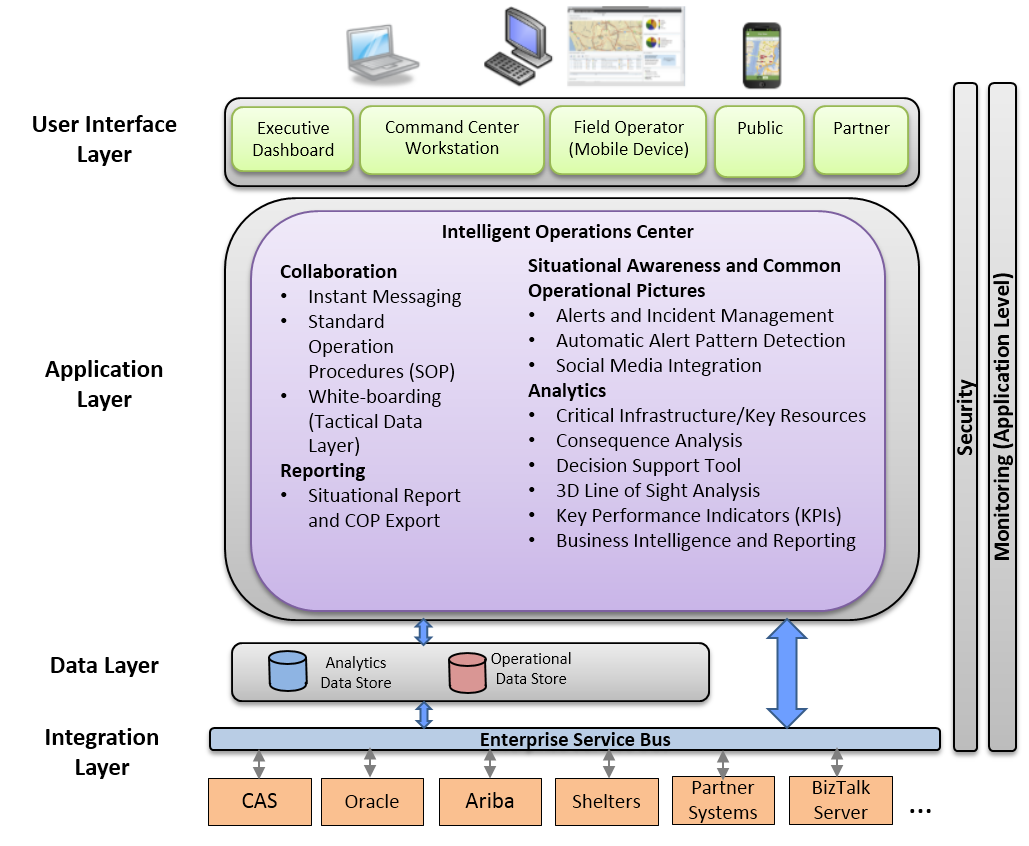 User Interface
Layer
Executive
Dashboard
Command Center
Workstation
Field Operator
(Mobile Device)
Public
Partner
Application
Layer
Intelligent Operations Center
Collaboration
• Instant Messaging
• Standard
Operation
Procedures (SOP)
• White-boarding
(Tactical Data
Layer)
Reporting
• Situational Report
and COP Export
Situational Awareness and Common
Operational Pictures
• Alerts and Incident Management
• Automatic Alert Pattern Detection
• Social Media Integration
Analytics
• Critical Infrastructure/Key Resources
• Consequence Analysis
• Decision Support Tool
• 3D Line of Sight Analysis
• Key Performance Indicators (KPIs)
• Business Intelligence and Reporting
Security
Monitoring (Application Level)
Data Layer
Analytics
Data Store
Operational
Data Store
Integration
Layer
Enterprise Service Bus
CAS
Oracle
Ariba
Shelters
Partner
Systems
BizTalk
Server
...